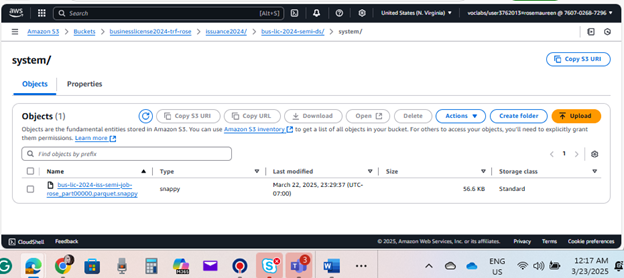 aws
Search
[Alt+S]
United States (N. Virginia)
voclabs/user3762013=rosemaureen @ 7607-0268-7296
Amazon S3
Buckets
businesslicense2024-trf-rose
issuance2024/
bus-lic-2024-semi-ds/
system/
system/
Copy S3 URI
Objects
Properties
Objects (1)
Copy S3 URI
Copy URL
Download
Open
Delete
Actions
Create folder
Upload
Objects are the fundamental entities stored in Amazon S3. You can use Amazon S3 inventory to get a list of all objects in your bucket. For others to access your objects, you'll need to explicitly grant
them permissions. Learn more
Find objects by prefix
1
Name
Type
Last modified
Size
Storage class
bus-lic-2024-iss-semi-job-
rose_part00000.parquet.snappy
snappy
March 22, 2025, 23:29:37 (UTC-
07:00)
56.6 KB
Standard
CloudShell
Feedback
© 2025, Amazon Web Services, Inc. or its affiliates.
Privacy
Terms
Cookie preferences
3
ENG
US
12:17 AM
3/23/2025